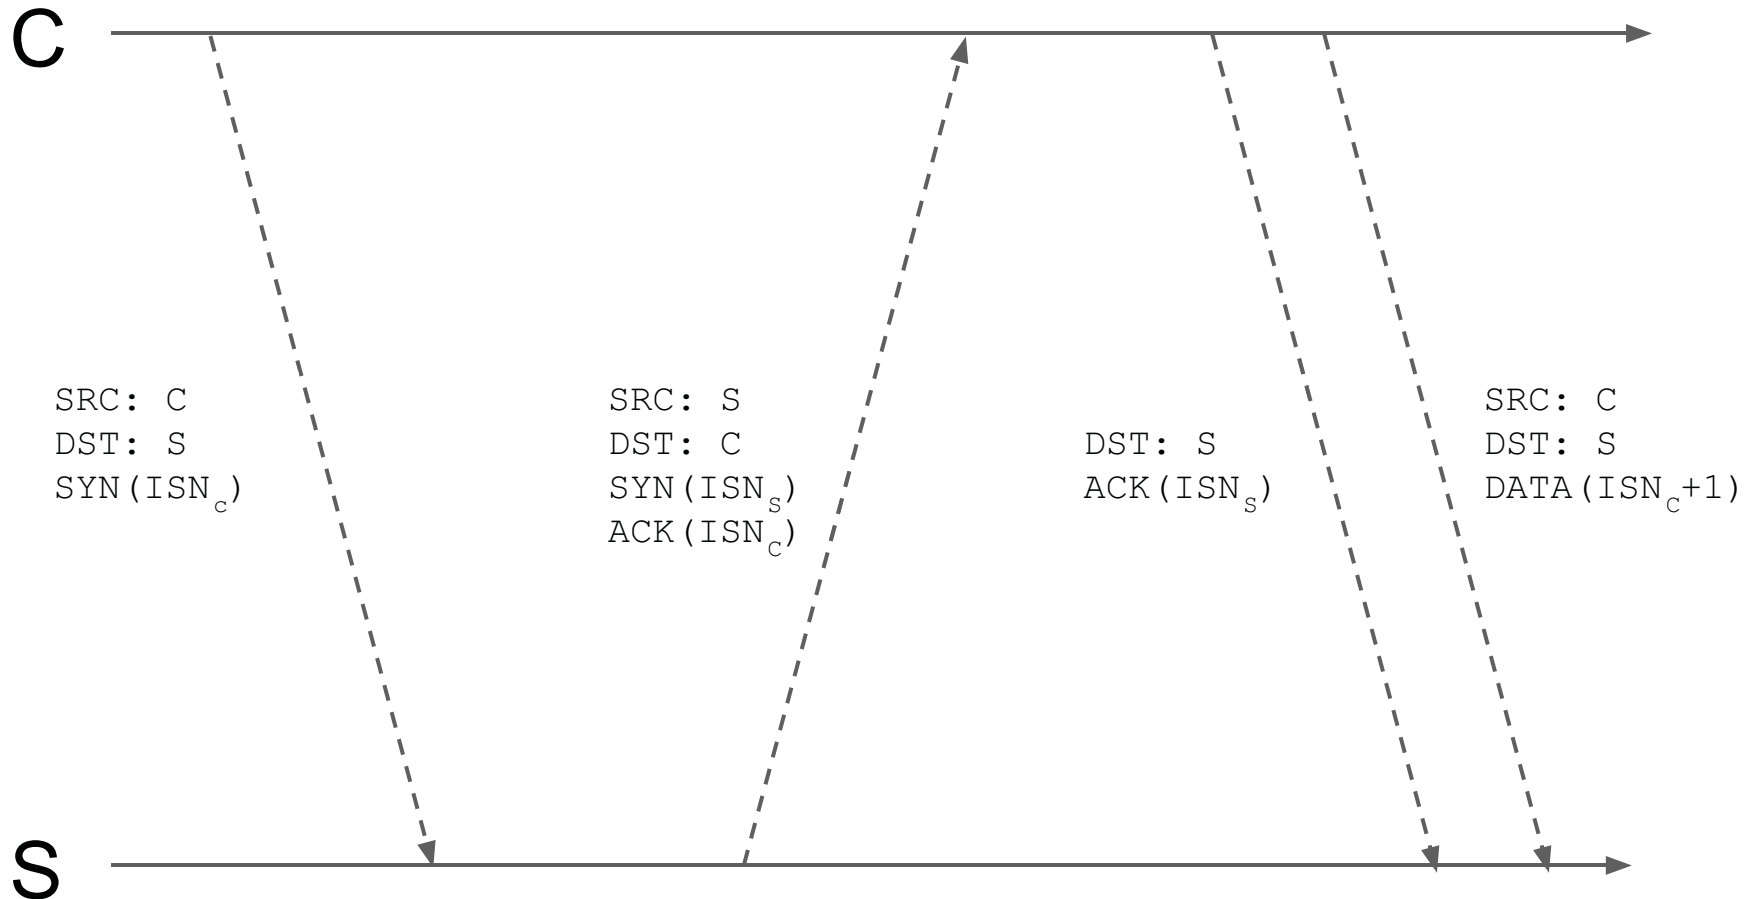 C
SRC: C
DST: S
SYN(ISNc)
SRC: S
DST: C
SYN(ISNS)
ACK(ISNC)
DST: S
ACK(ISNS)
SRC: C
DST: S
DATA(ISNC+1)
S